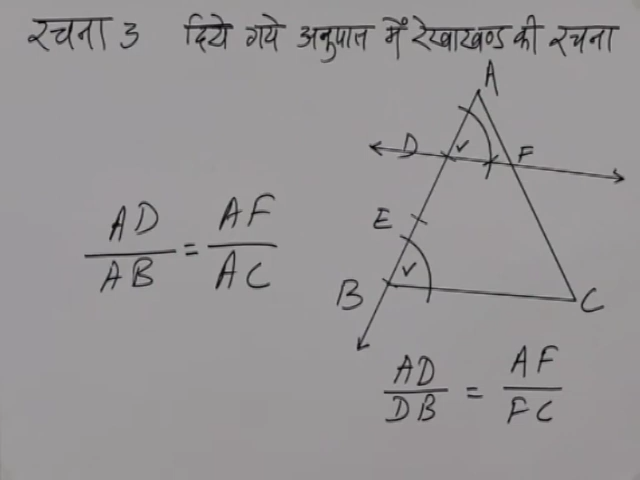 रचना 3 दिये गये अनुपात में रेखाखण्ड की रचना
A
D F
E
B C
AD/AB = AF/AC
AD/DB = AF/FC